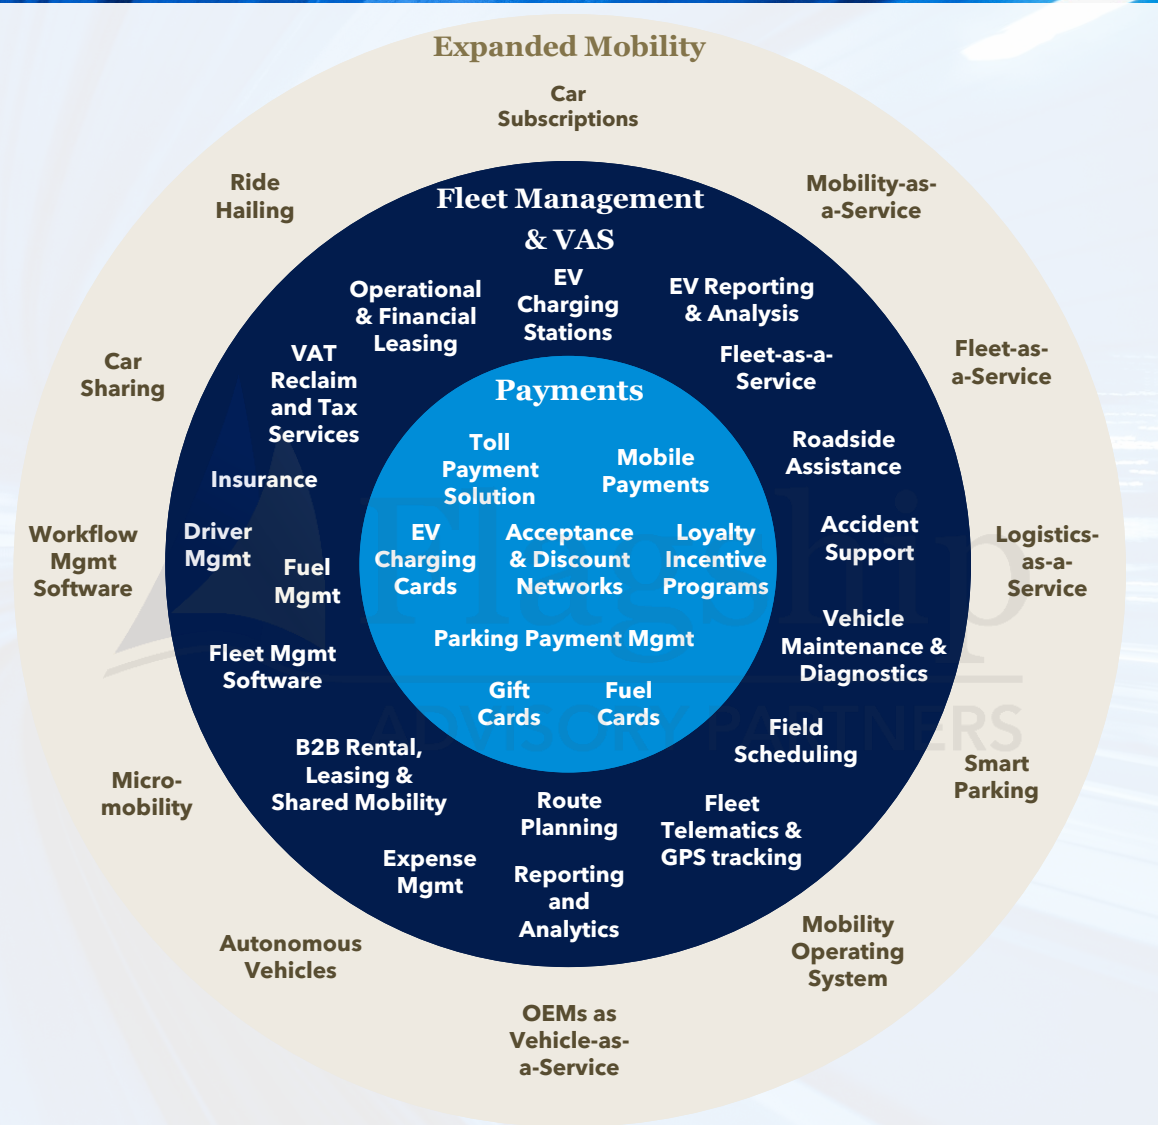 Expanded Mobility
Car
Subscriptions
Ride
Hailing
Mobility-as-
a-Service
Car
Sharing
Fleet-as-
a-Service
Workflow
Mgmt
Software
Logistics-
as-a-
Service
Micro-
mobility
Smart
Parking
Autonomous
Vehicles
Mobility
Operating
System
OEMs as
Vehicle-as-
a-Service
Fleet Management
& VAS
Operational
& Financial
Leasing
EV
Charging
Stations
EV Reporting
& Analysis
VAT
Reclaim
and Tax
Services
Fleet-as-a-
Service
Insurance
Roadside
Assistance
Driver
Mgmt
Fuel
Mgmt
Accident
Support
Fleet Mgmt
Software
Vehicle
Maintenance &
Diagnostics
B2B Rental,
Leasing &
Shared Mobility
Field
Scheduling
Expense
Mgmt
Route
Planning
Fleet
Telematics &
GPS tracking
Reporting
and
Analytics
Payments
Toll
Payment
Solution
Mobile
Payments
EV
Charging
Cards
Acceptance
& Discount
Networks
Loyalty
Incentive
Programs
Parking Payment Mgmt
Gift
Cards
Fuel
Cards
Flagship
ADVISORY PARTNERS